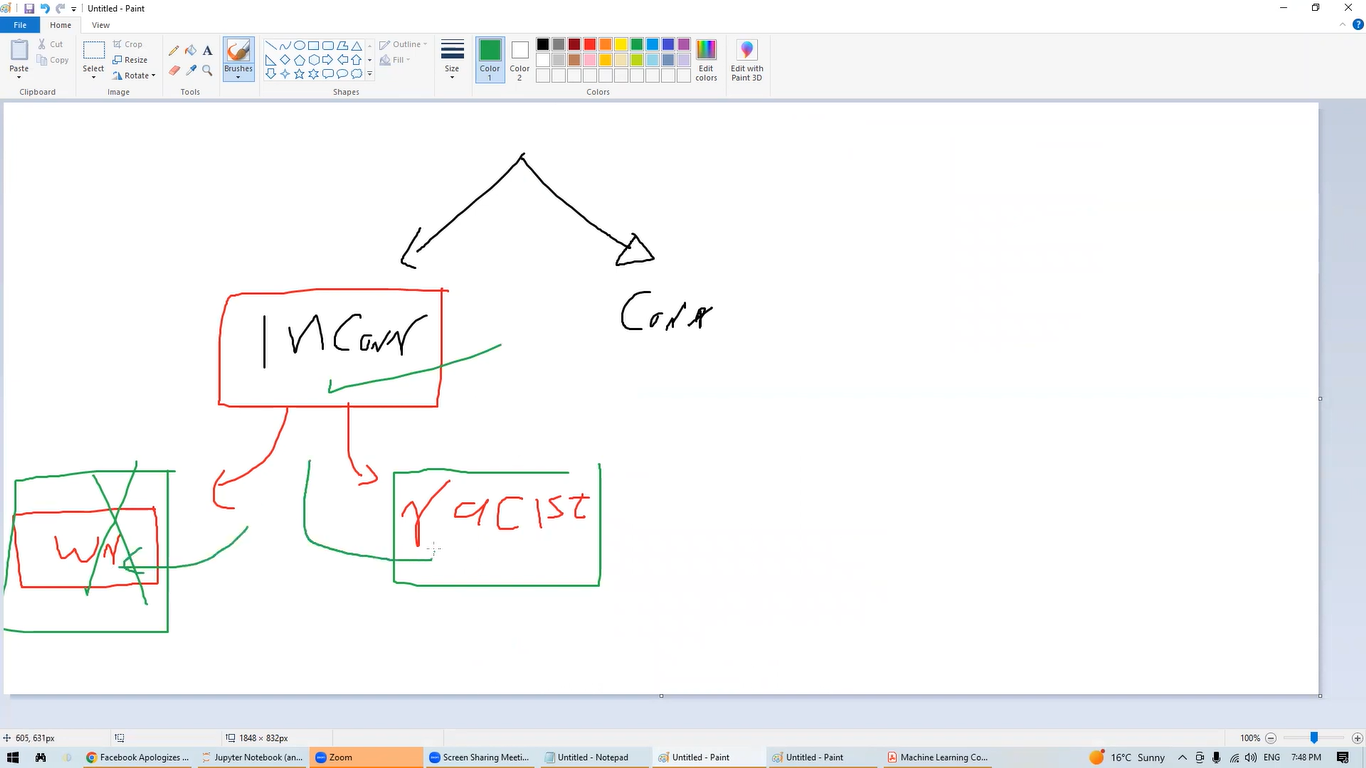 Untitled - Paint
File Home View
Paste
Cut
Copy
Clipboard
Select
Crop
Resize
Rotate
Image
A
Tools
Brushes
Outline
Fill
Shapes
Size
Color 1
Color 2
Edit colors
Colors
Edit with Paint 3D
INConN
ConN
WN
racist
605, 631px
1848 × 832px
100%
Facebook Apologizes ...
Jupyter Notebook (an...
Zoom
Screen Sharing Meeti...
Untitled - Notepad
Untitled - Paint
Untitled - Paint
Machine Learning Co...
16°C Sunny
ENG
7:48 PM